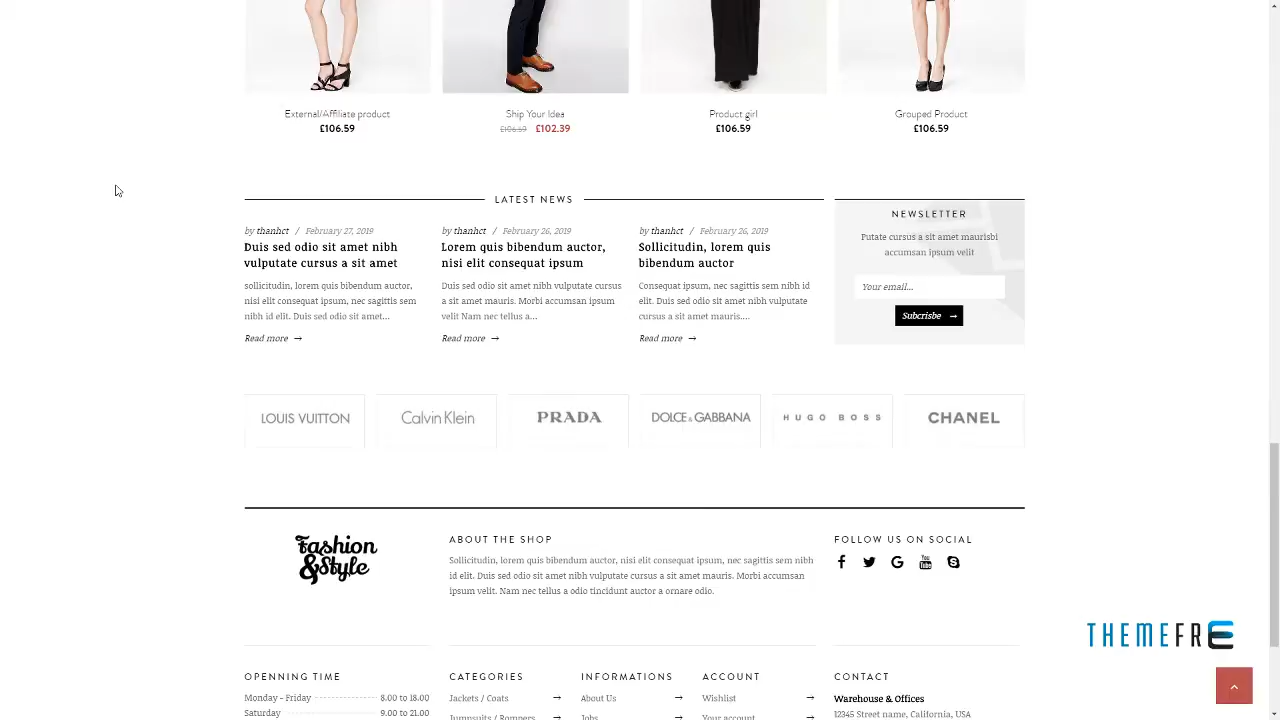 External/Affiliate product
£106.59
Ship Your Idea
£106.59 £102.39
Product girl
£106.59
Grouped Product
£106.59
LATEST NEWS
by thanhct / February 27, 2019
Duis sed odio sit amet nibh
vulputate cursus a sit amet
sollicitudin, lorem quis bibendum auctor,
nisi elit consequat ipsum, nec sagittis sem
nibh id elit. Duis sed odio sit amet...
Read more →
by thanhct / February 26, 2019
Lorem quis bibendum auctor,
nisi elit consequat ipsum
Duis sed odio sit amet nibh vulputate cursus
a sit amet mauris. Morbi accumsan ipsum
velit Nam nec tellus a...
Read more →
by thanhct / February 26, 2019
Sollicitudin, lorem quis
bibendum auctor
Consequat ipsum, nec sagittis sem nibh id
elit. Duis sed odio sit amet nibh vulputate
cursus a sit amet mauris....
Read more →
NEWSLETTER
Putate cursus a sit amet maurisbi
accumsan ipsum velit
Your email...
Subcrisbe →
LOUIS VUITTON
Calvin Klein
PRADA
DOLCE & GABBANA
HUGO BOSS
CHANEL
Fashion
&Style
ABOUT THE SHOP
Sollicitudin, lorem quis bibendum auctor, nisi elit consequat ipsum, nec sagittis sem nibh
id elit. Duis sed odio sit amet nibh vulputate cursus a sit amet mauris. Morbi accumsan
ipsum velit. Nam nec tellus a odio tincidunt auctor a ornare odio.
FOLLOW US ON SOCIAL
You Tube
THEMEFRE
OPENNING TIME
Monday - Friday 8.00 to 18.00
Saturday 9.00 to 21.00
CATEGORIES
Jackets / Coats →
Jumpsuits / Rompers →
INFORMATIONS
About Us →
Jobs →
ACCOUNT
Wishlist →
Your account →
CONTACT
Warehouse & Offices
12345 Street name, California, USA